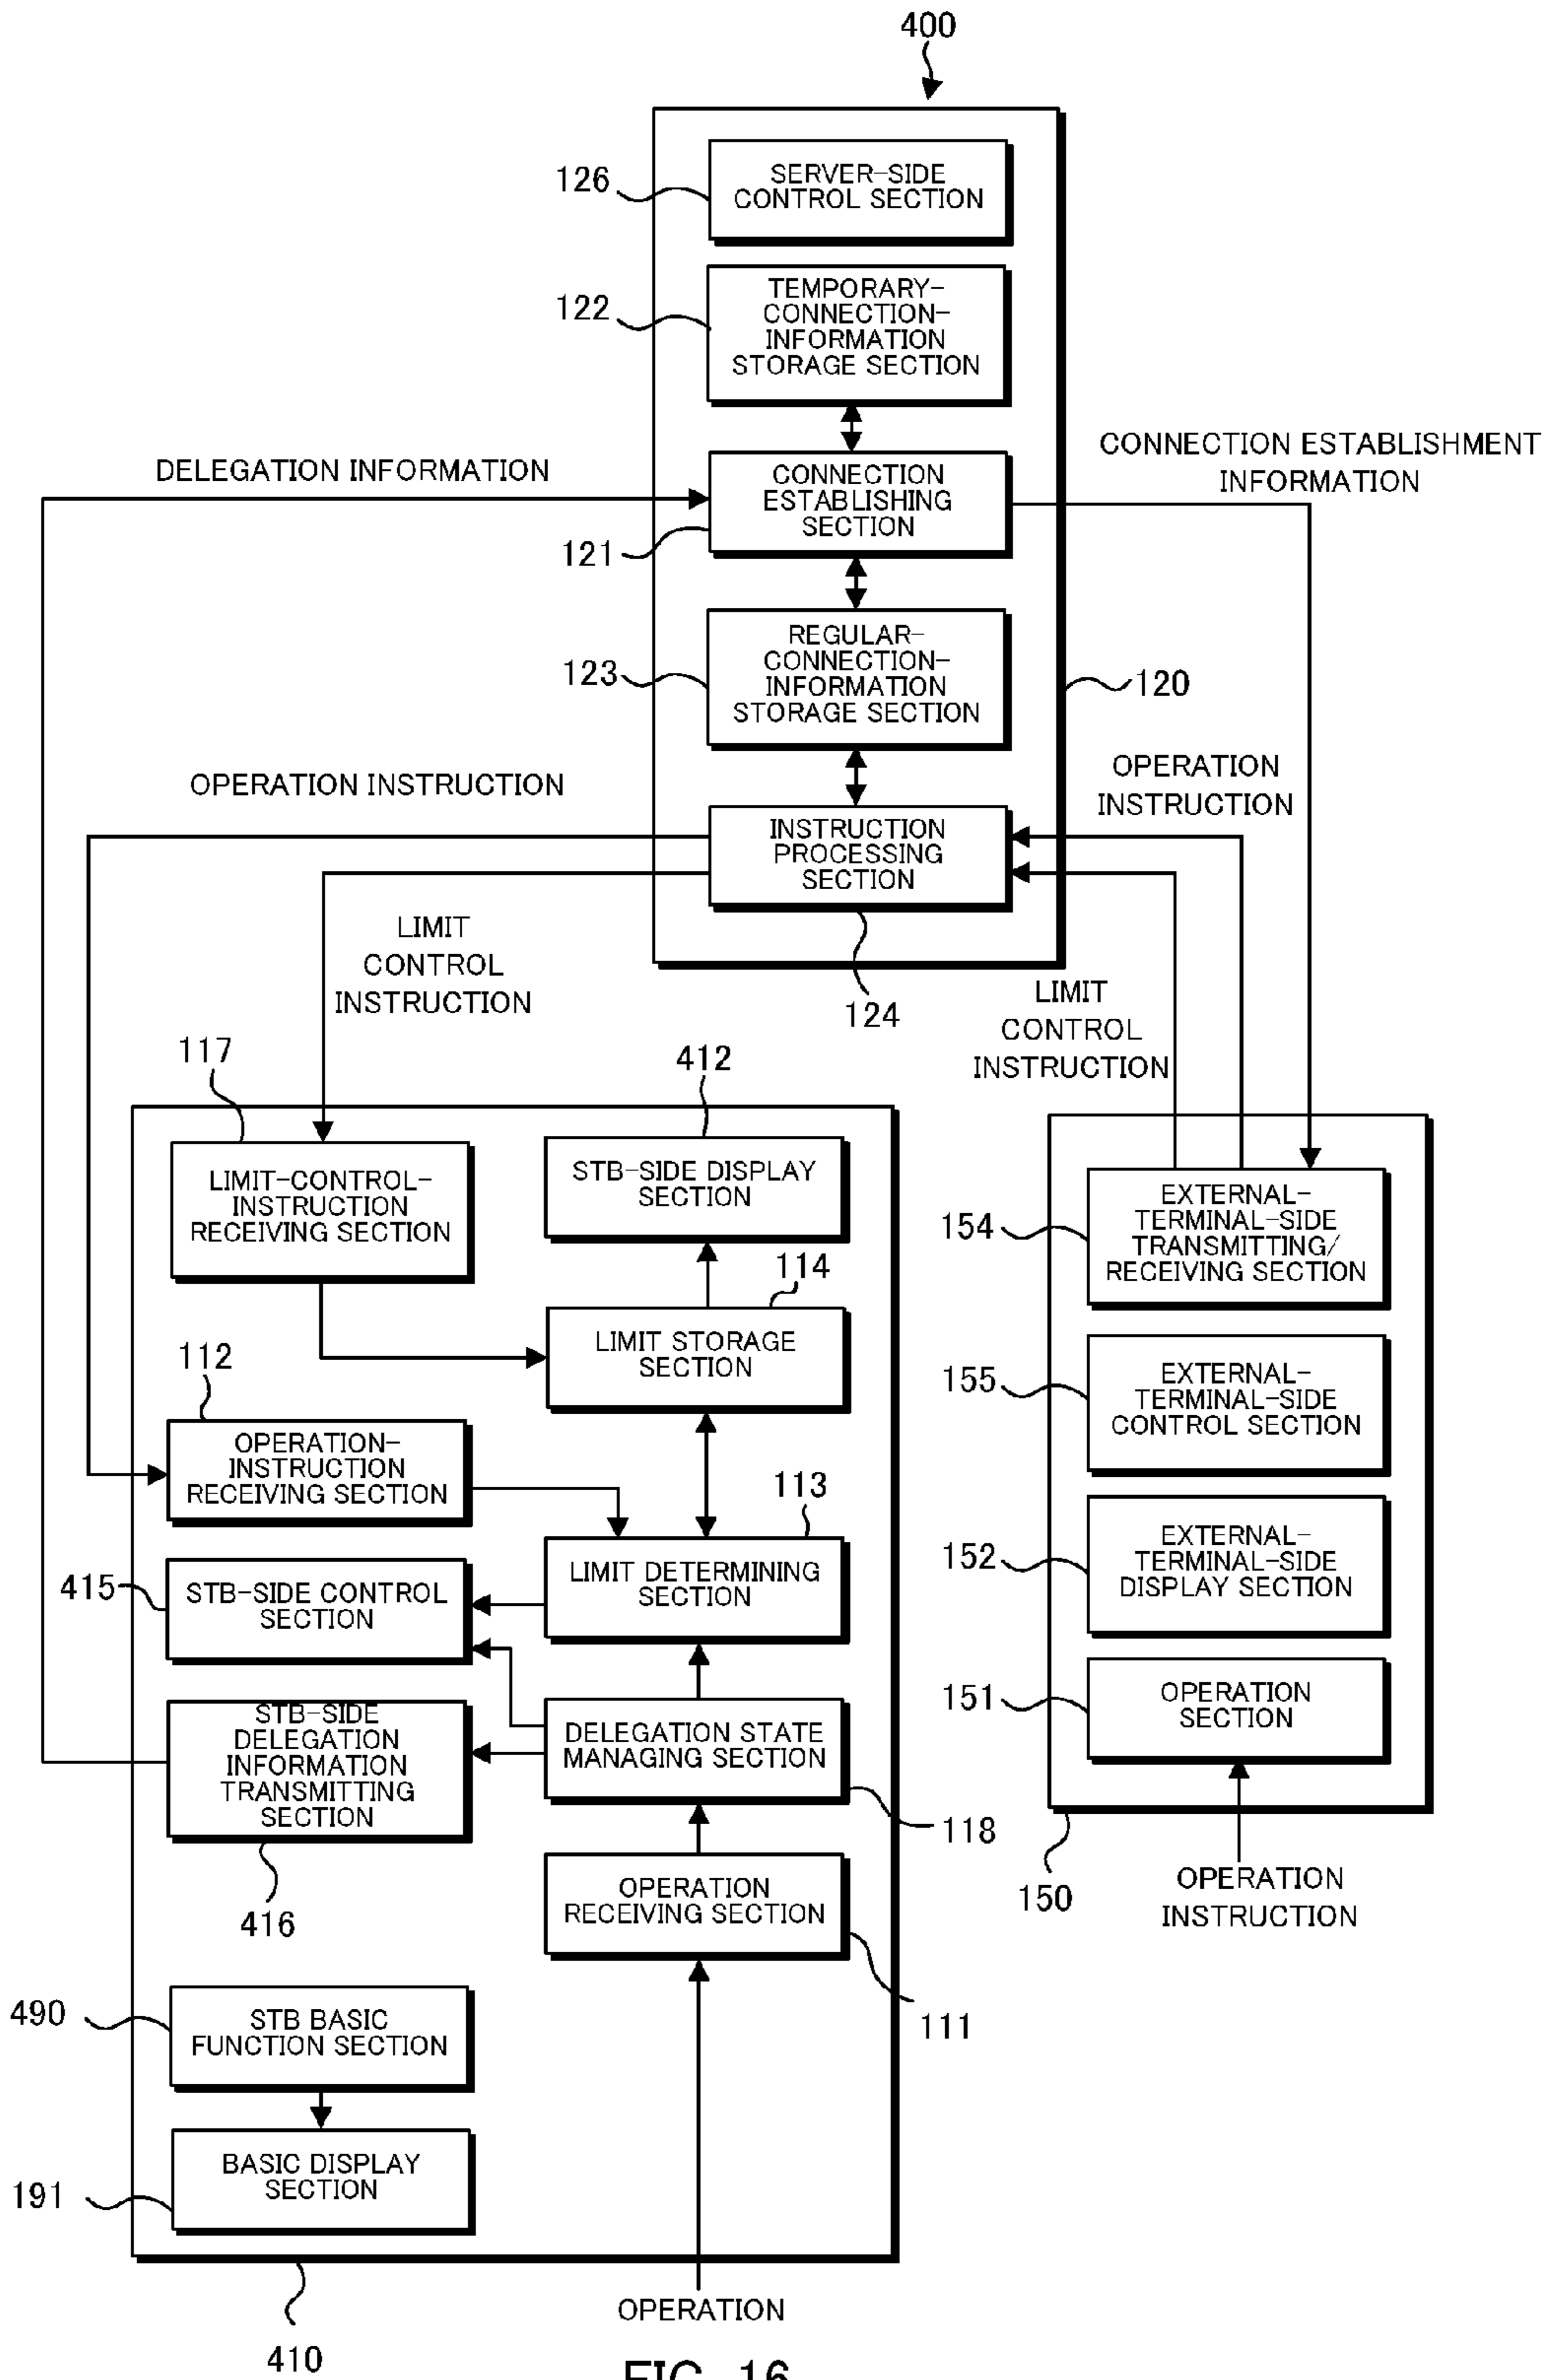 400
126
SERVER-SIDE
CONTROL SECTION
122
TEMPORARY-
CONNECTION-
INFORMATION
STORAGE SECTION
DELEGATION INFORMATION
CONNECTION
ESTABLISHING
SECTION
121
CONNECTION ESTABLISHMENT
INFORMATION
123
REGULAR-
CONNECTION-
INFORMATION
STORAGE SECTION
120
OPERATION INSTRUCTION
OPERATION
INSTRUCTION
INSTRUCTION
PROCESSING
SECTION
124
LIMIT
CONTROL
INSTRUCTION
LIMIT
CONTROL
INSTRUCTION
117
412
LIMIT-CONTROL-
INSTRUCTION
RECEIVING SECTION
STB-SIDE DISPLAY
SECTION
114
LIMIT STORAGE
SECTION
112
OPERATION-
INSTRUCTION
RECEIVING SECTION
113
LIMIT DETERMINING
SECTION
415
STB-SIDE CONTROL
SECTION
STB-SIDE
DELEGATION
INFORMATION
TRANSMITTING
SECTION
416
DELEGATION STATE
MANAGING SECTION
118
OPERATION
RECEIVING SECTION
111
490
STB BASIC
FUNCTION SECTION
191
BASIC DISPLAY
SECTION
410
OPERATION
154
EXTERNAL-
TERMINAL-SIDE
TRANSMITTING/
RECEIVING SECTION
155
EXTERNAL-
TERMINAL-SIDE
CONTROL SECTION
152
EXTERNAL-
TERMINAL-SIDE
DISPLAY SECTION
151
OPERATION
SECTION
150
OPERATION
INSTRUCTION
FIG. 16